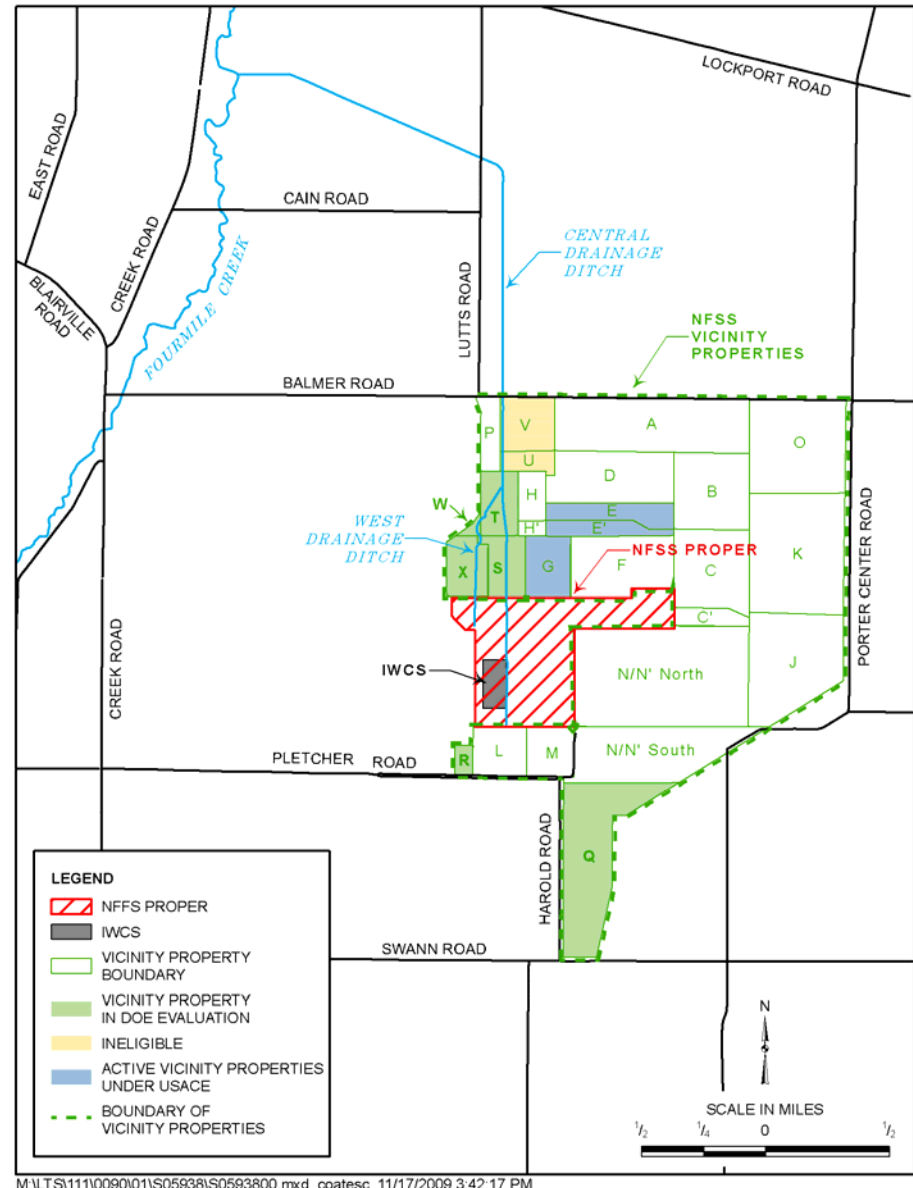 LOCKPORT ROAD
EAST ROAD
CAIN ROAD
CREEK ROAD
FOURMILE CREEK
CENTRAL
DRAINAGE
DITCH
BLAIRVILLE
ROAD
LUTTS ROAD
NFSS
VICINITY
PROPERTIES
BALMER ROAD
P
V
A
O
U
D
H
B
E
W
T
H'
E'
WEST
DRAINAGE
DITCH
NFSS PROPER
X
S
G
F
C
K
PORTER CENTER ROAD
C'
IWCS
N/N' North
J
CREEK ROAD
PLETCHER ROAD
R
L
M
N/N' South
HAROLD ROAD
Q
SWANN ROAD
LEGEND
NFFS PROPER
IWCS
VICINITY PROPERTY
BOUNDARY
VICINITY PROPERTY
IN DOE EVALUATION
INELIGIBLE
ACTIVE VICINITY PROPERTIES
UNDER USACE
BOUNDARY OF
VICINITY PROPERTIES
N
SCALE IN MILES
1/2 1/4 0 1/2
M:\LTS\111\0090\01\S05938\S0593800.mxd coatesc 11/17/2009 3:42:17 PM